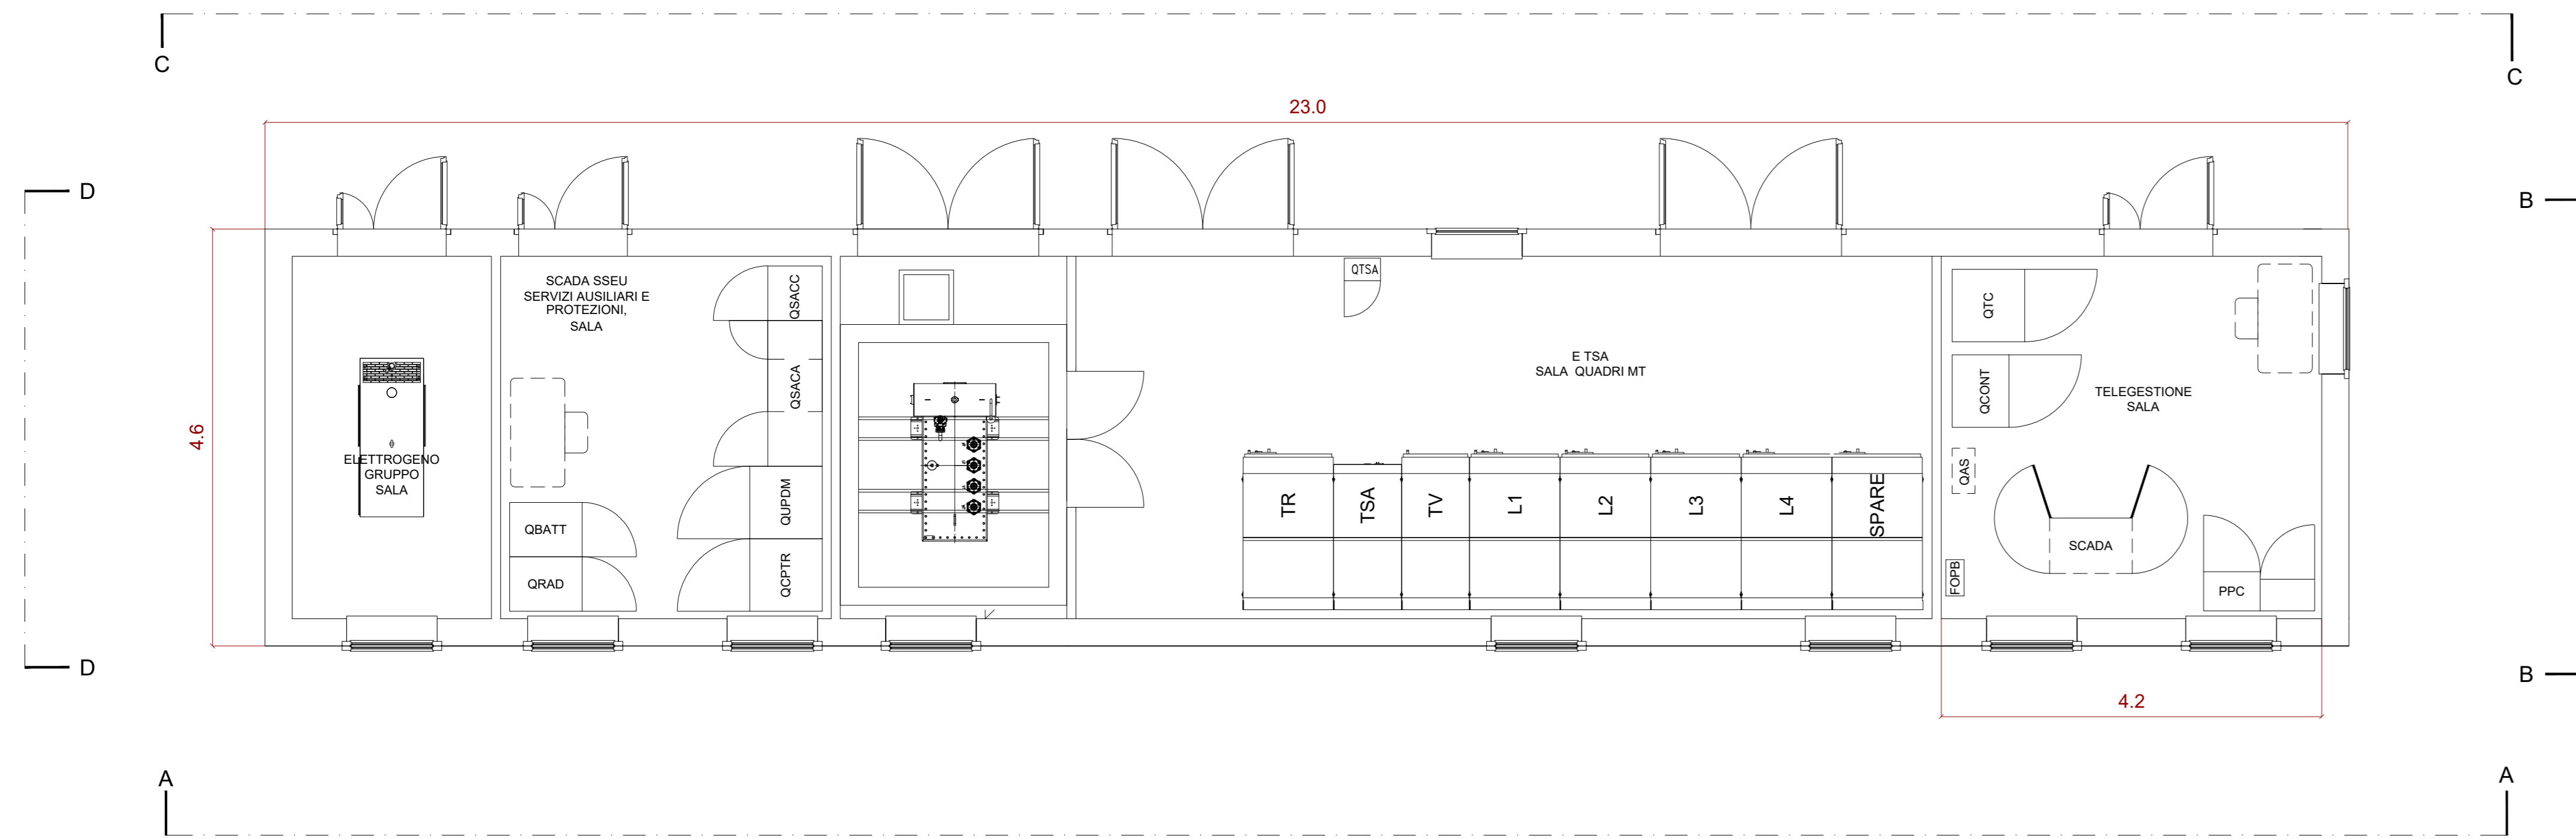 C
C
23.0
D
B
SCADA SSEU
SERVIZI AUSILIARI E
PROTEZIONI,
SALA
QSACC
QTSA
QTC
E TSA
SALA QUADRI MT
QSACA
QCONT
TELEGESTIONE
SALA
4.6
ELETTROGENO
GRUPPO
SALA
QAS
TR
TSA
TV
L1
L2
L3
L4
SPARE
QUPDM
QBATT
SCADA
QRAD
QCPTR
FOPB
PPC
D
B
4.2
A
A